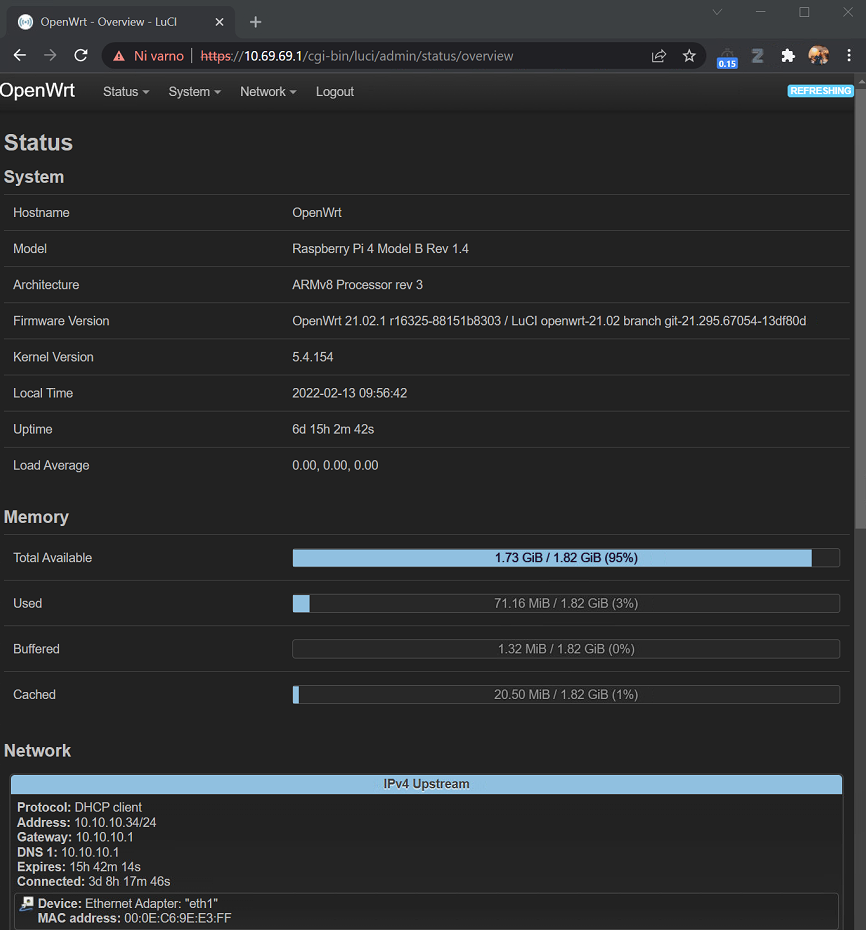 OpenWrt - Overview - LuCI
Ni varno https://10.69.69.1/cgi-bin/luci/admin/status/overview 0.15
OpenWrt Status System Network Logout REFRESHING
Status
System
Hostname OpenWrt
Model Raspberry Pi 4 Model B Rev 1.4
Architecture ARMv8 Processor rev 3
Firmware Version OpenWrt 21.02.1 r16325-88151b8303 / LuCI openwrt-21.02 branch git-21.295.67054-13df80d
Kernel Version 5.4.154
Local Time 2022-02-13 09:56:42
Uptime 6d 15h 2m 42s
Load Average 0.00, 0.00, 0.00
Memory
Total Available 1.73 GiB / 1.82 GiB (95%)
Used 71.16 MiB / 1.82 GiB (3%)
Buffered 1.32 MiB / 1.82 GiB (0%)
Cached 20.50 MiB / 1.82 GiB (1%)
Network
IPv4 Upstream
Protocol: DHCP client
Address: 10.10.10.34/24
Gateway: 10.10.10.1
DNS 1: 10.10.10.1
Expires: 15h 42m 14s
Connected: 3d 8h 17m 46s
Device: Ethernet Adapter: "eth1"
MAC address: 00:0E:C6:9E:E3:FF